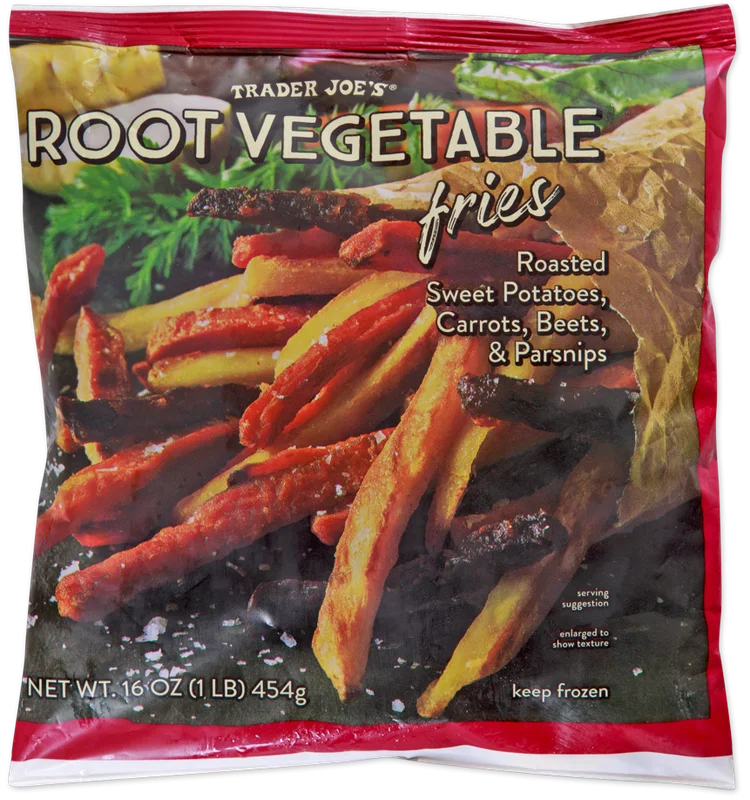 TRADER JOE'S®
ROOT VEGETABLE
fries
Roasted
Sweet Potatoes,
Carrots, Beets,
& Parsnips
serving
suggestion
enlarged to
show texture
NET WT. 16 OZ (1 LB) 454g
keep frozen